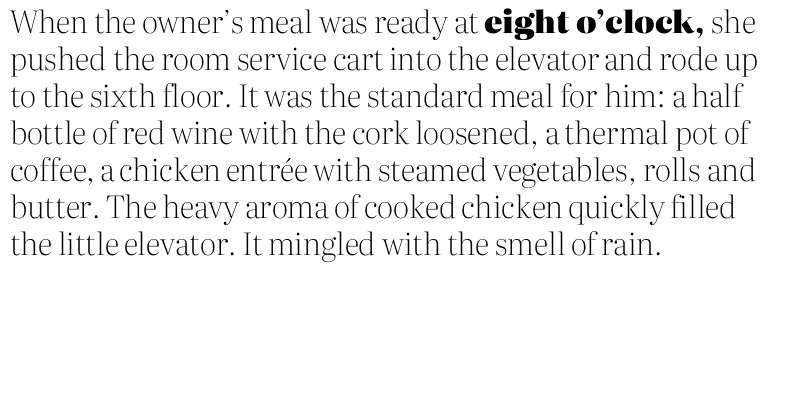 When the owner’s meal was ready at eight o’clock, she
pushed the room service cart into the elevator and rode up
to the sixth floor. It was the standard meal for him: a half
bottle of red wine with the cork loosened, a thermal pot of
coffee, a chicken entrée with steamed vegetables, rolls and
butter. The heavy aroma of cooked chicken quickly filled
the little elevator. It mingled with the smell of rain.